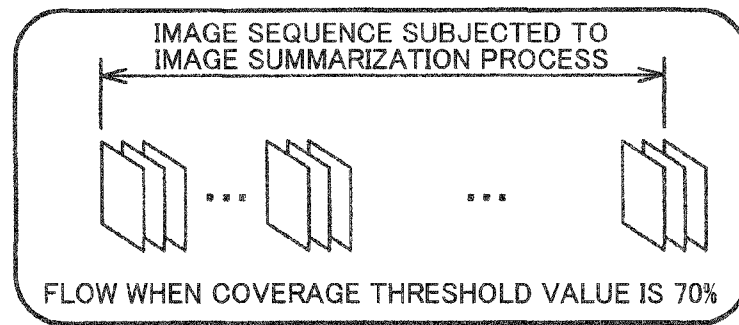 IMAGE SEQUENCE SUBJECTED TO
IMAGE SUMMARIZATION PROCESS
... ...
FLOW WHEN COVERAGE THRESHOLD VALUE IS 70%